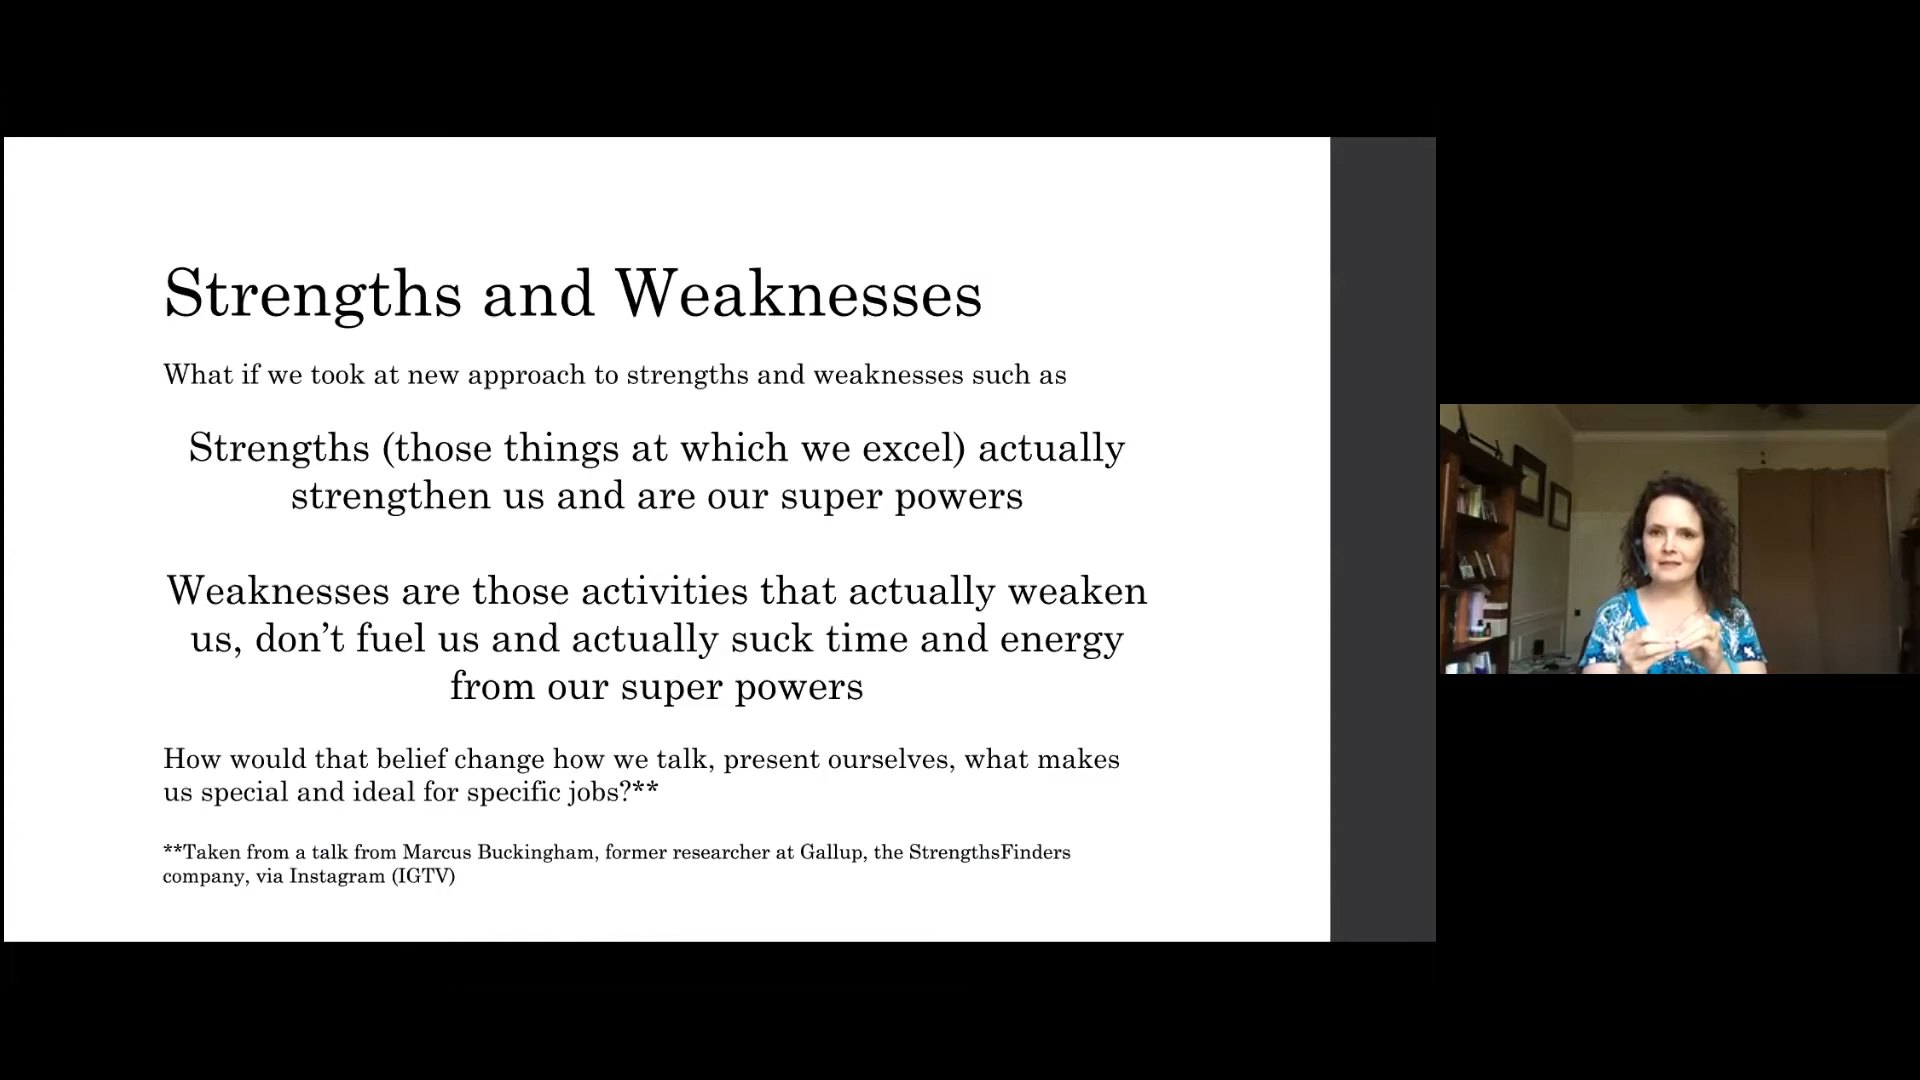 Strengths and Weaknesses
What if we took at new approach to strengths and weaknesses such as
Strengths (those things at which we excel) actually
strengthen us and are our super powers
Weaknesses are those activities that actually weaken
us, don’t fuel us and actually suck time and energy
from our super powers
How would that belief change how we talk, present ourselves, what makes
us special and ideal for specific jobs?**
**Taken from a talk from Marcus Buckingham, former researcher at Gallup, the StrengthsFinders
company, via Instagram (IGTV)